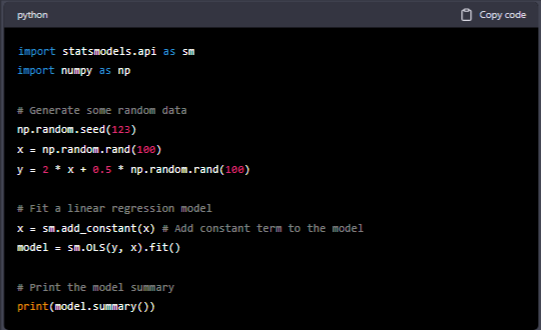 python Copy code
import statsmodels.api as sm
import numpy as np
# Generate some random data
np.random.seed(123)
x = np.random.rand(100)
y = 2 * x + 0.5 * np.random.rand(100)
# Fit a linear regression model
x = sm.add_constant(x) # Add constant term to the model
model = sm.OLS(y, x).fit()
# Print the model summary
print(model.summary())